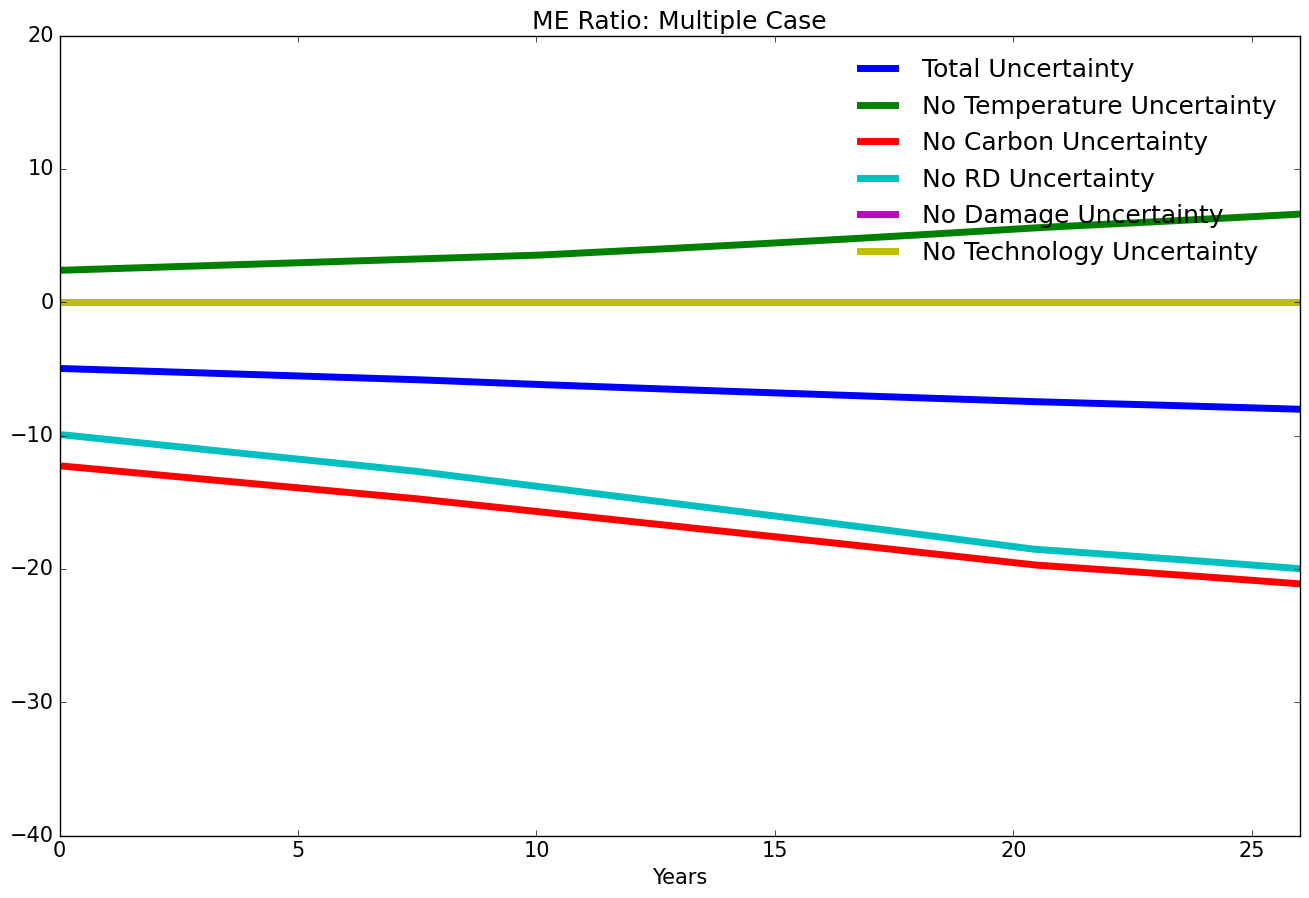 ME Ratio: Multiple Case
20
10
0
−10
−20
−30
−40
Total Uncertainty
No Temperature Uncertainty
No Carbon Uncertainty
No RD Uncertainty
No Damage Uncertainty
No Technology Uncertainty
0 5 10 15 20 25
Years